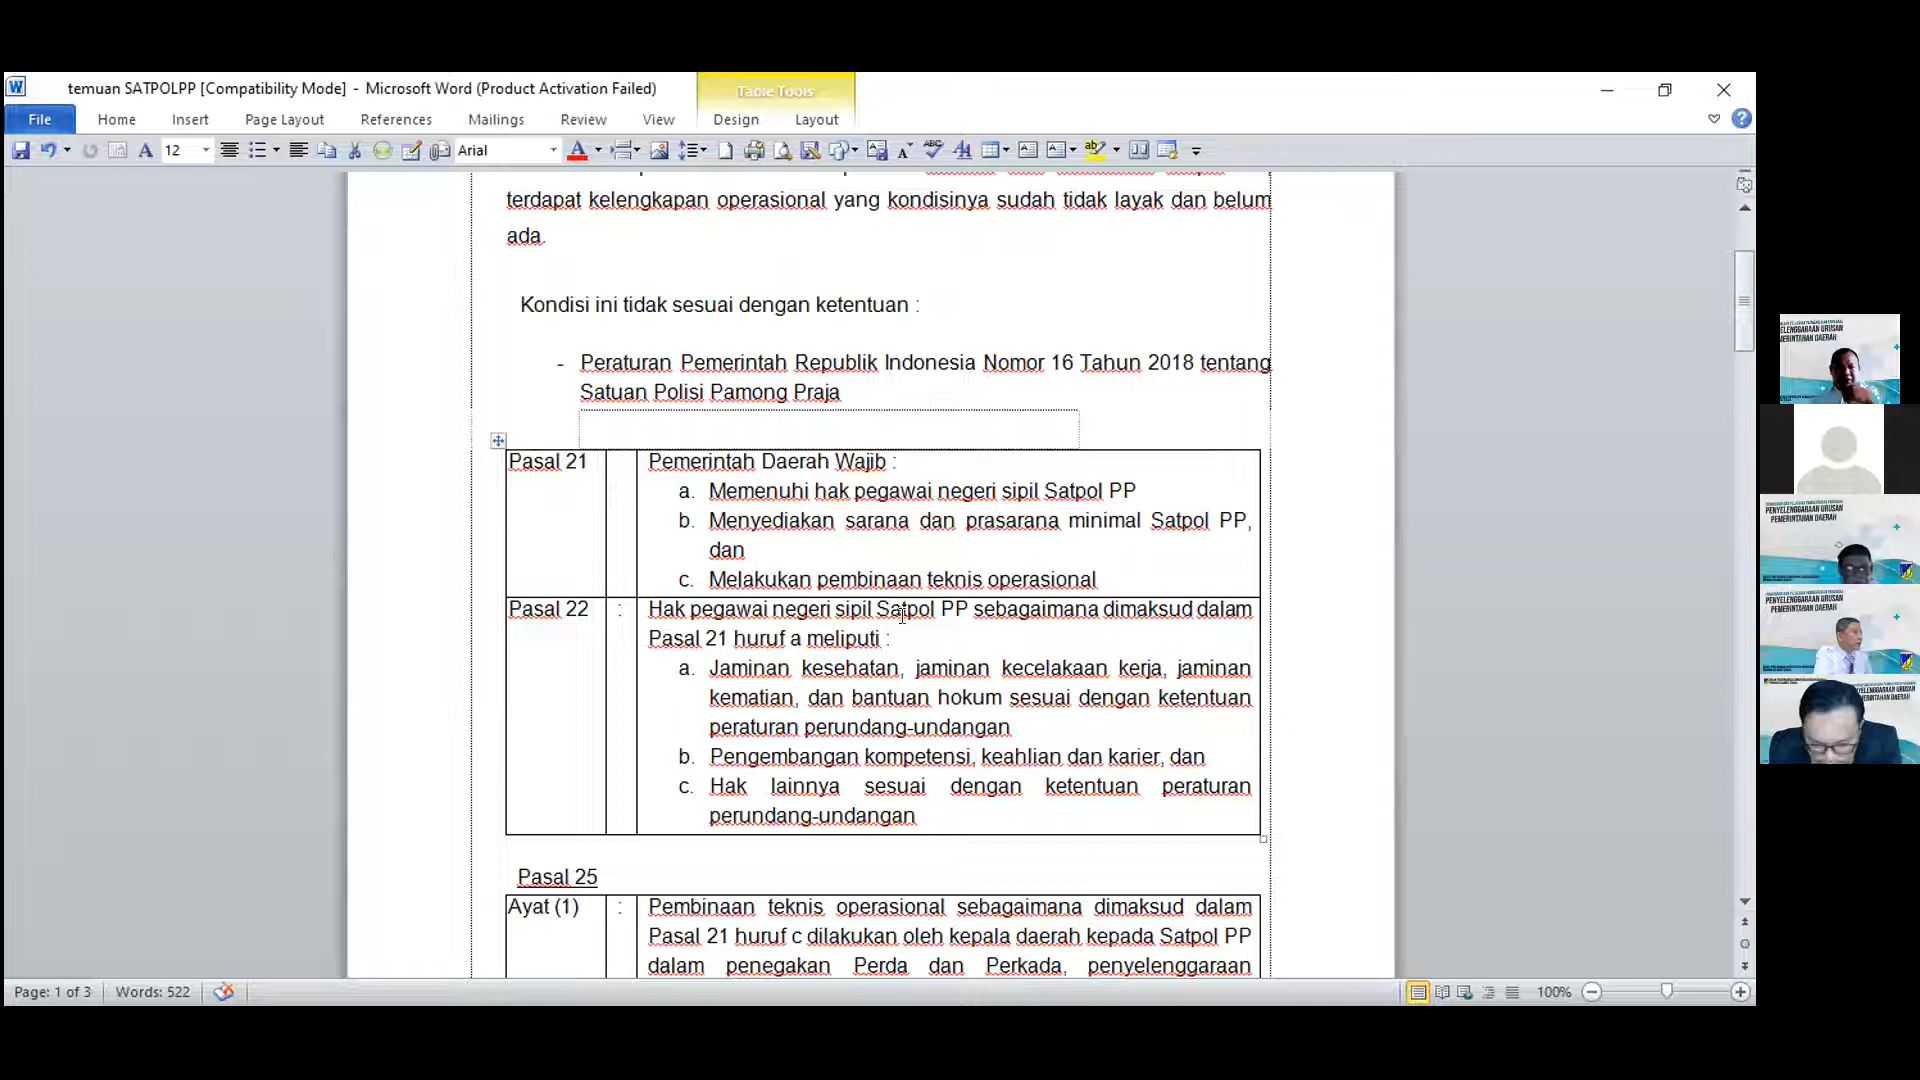 temuan SATPOLPP [Compatibility Mode] - Microsoft Word (Product Activation Failed)
Table Tools
File Home Insert Page Layout References Mailings Review View Design Layout
12 Arial
terdapat kelengkapan operasional yang kondisinya sudah tidak layak dan belum
ada.
Kondisi ini tidak sesuai dengan ketentuan :
- Peraturan Pemerintah Republik Indonesia Nomor 16 Tahun 2018 tentang
Satuan Polisi Pamong Praja
Pasal 21 Pemerintah Daerah Wajib :
a. Memenuhi hak pegawai negeri sipil Satpol PP
b. Menyediakan sarana dan prasarana minimal Satpol PP,
dan
c. Melakukan pembinaan teknis operasional
Pasal 22 : Hak pegawai negeri sipil Satpol PP sebagaimana dimaksud dalam
Pasal 21 huruf a meliputi :
a. Jaminan kesehatan, jaminan kecelakaan kerja, jaminan
kematian, dan bantuan hokum sesuai dengan ketentuan
peraturan perundang-undangan
b. Pengembangan kompetensi, keahlian dan karier, dan
c. Hak lainnya sesuai dengan ketentuan peraturan
perundang-undangan
Pasal 25
Ayat (1) : Pembinaan teknis operasional sebagaimana dimaksud dalam
Pasal 21 huruf c dilakukan oleh kepala daerah kepada Satpol PP
dalam penegakan Perda dan Perkada, penyelenggaraan
Page: 1 of 3 Words: 522 100%
PENYELENGGARAAN URUSAN
PEMERINTAHAN DAERAH
PENYELENGGARAAN URUSAN
PEMERINTAH DAERAH